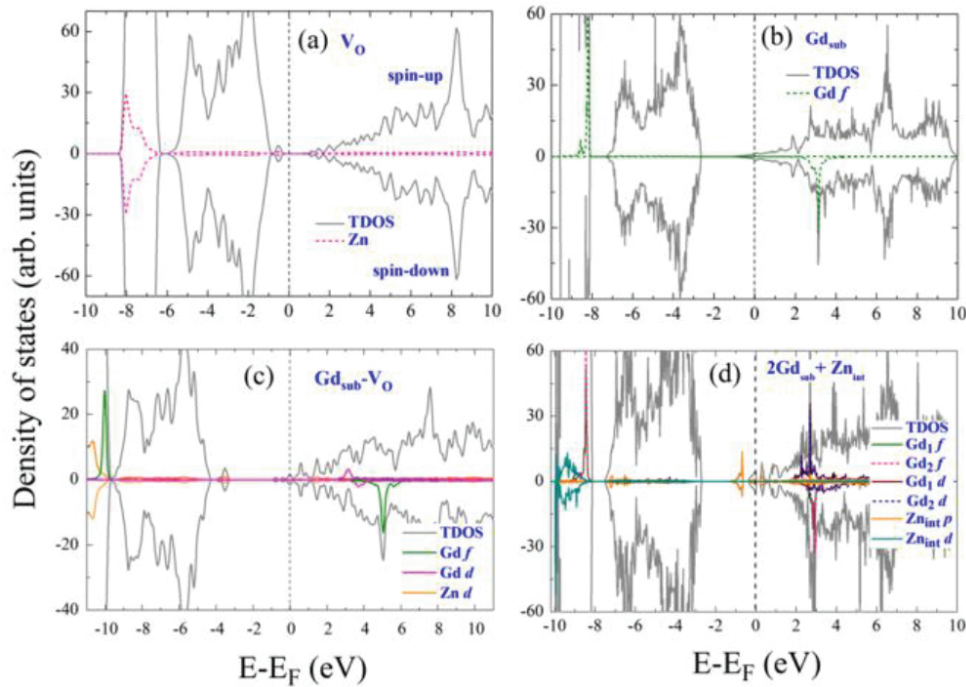 Density of states (arb. units)
(a)
V_O
spin-up
spin-down
TDOS
Zn
60
30
0
-30
-60
-10 -8 -6 -4 -2 0 2 4 6 8 10
(b)
Gd_sub
TDOS
Gd f
60
30
0
-30
-60
-10 -8 -6 -4 -2 0 2 4 6 8 10
(c)
Gd_sub-V_O
TDOS
Gd f
Gd d
Zn d
40
20
0
-20
-40
-10 -8 -6 -4 -2 0 2 4 6 8 10
E-E_F (eV)
(d)
2Gd_sub+ Zn_int
TDOS
Gd_1 f
Gd_2 f
Gd_1 d
Gd_2 d
Zn_int p
Zn_int d
60
30
0
-30
-60
-10 -8 -6 -4 -2 0 2 4 6 8 10
E-E_F (eV)